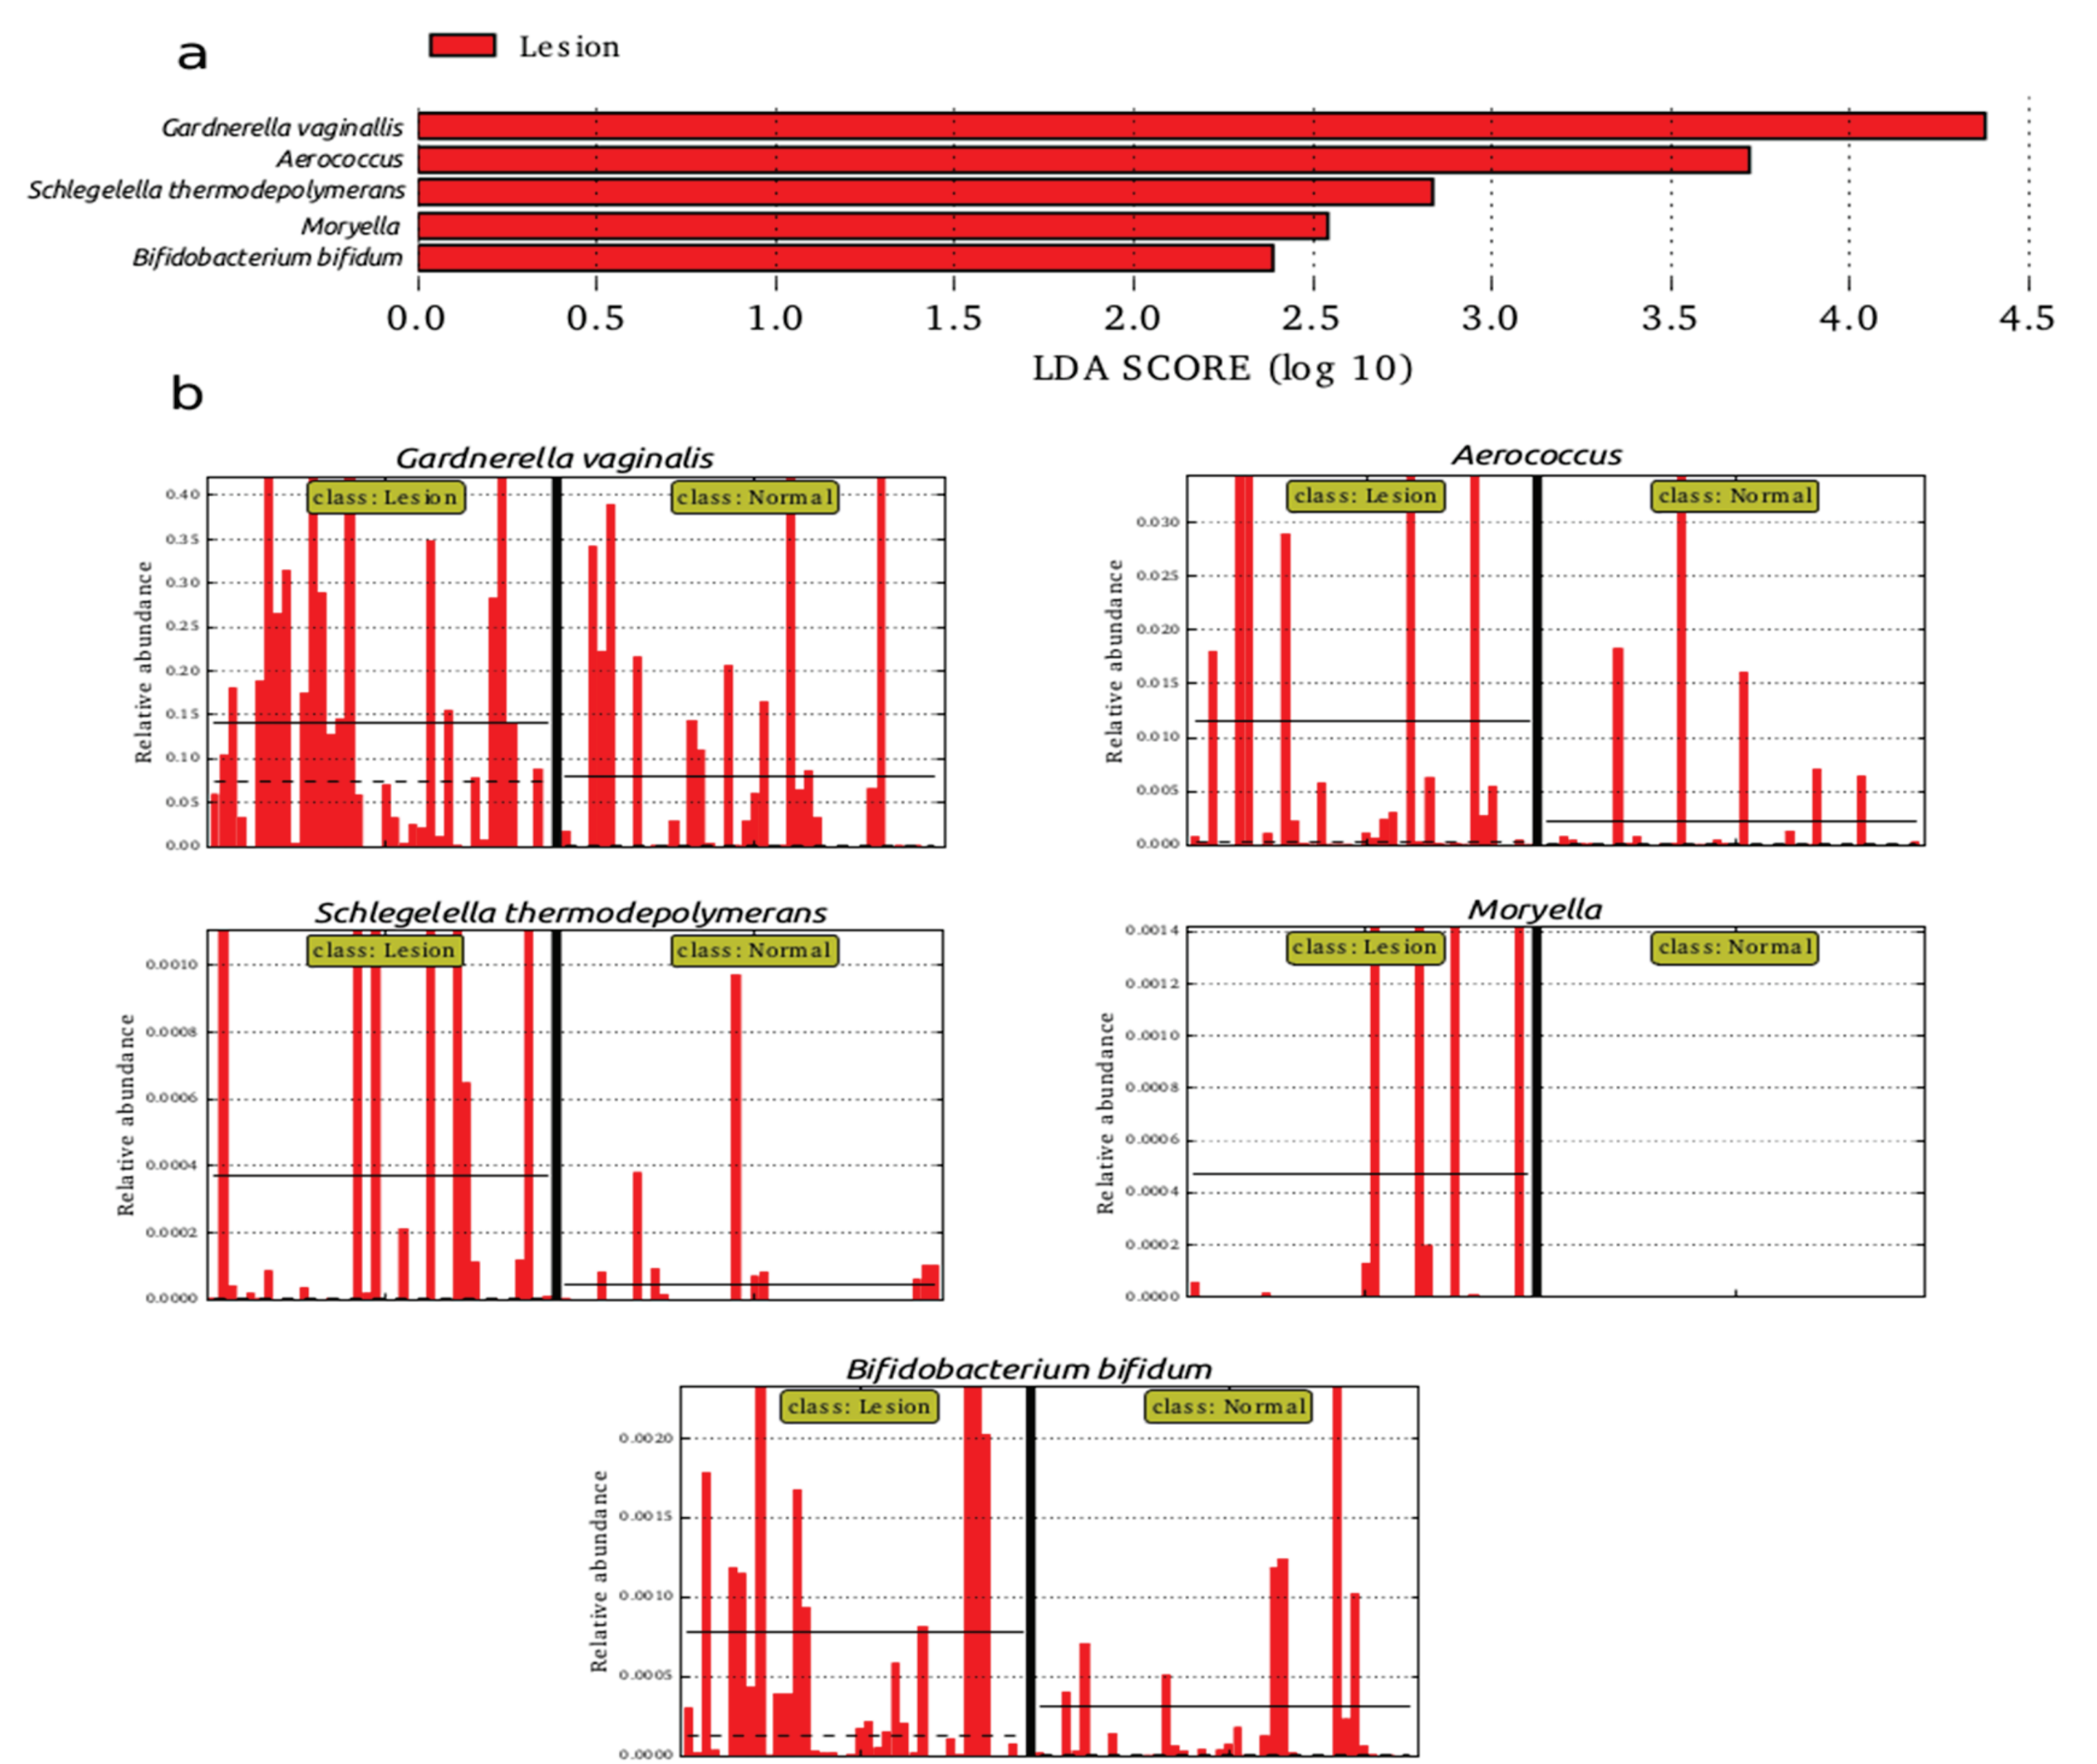 a
Lesion
Gardnerella vaginallis
Aerococcus
Schlegelella thermodepolymerans
Moryella
Bifidobacterium bifidum
0.0 0.5 1.0 1.5 2.0 2.5 3.0 3.5 4.0 4.5
LDA SCORE (log 10)
b
Gardnerella vaginalis
class: Lesion
class: Normal
Relative abundance
0.40
0.35
0.30
0.25
0.20
0.15
0.10
0.05
0.00
Aerococcus
class: Lesion
class: Normal
Relative abundance
0.030
0.025
0.020
0.015
0.010
0.005
0.000
Schlegelella thermodepolymerans
class: Lesion
class: Normal
Relative abundance
0.0010
0.0008
0.0006
0.0004
0.0002
0.0000
Moryella
class: Lesion
class: Normal
Relative abundance
0.0014
0.0012
0.0010
0.0008
0.0006
0.0004
0.0002
0.0000
Bifidobacterium bifidum
class: Lesion
class: Normal
Relative abundance
0.0020
0.0015
0.0010
0.0005
0.0000